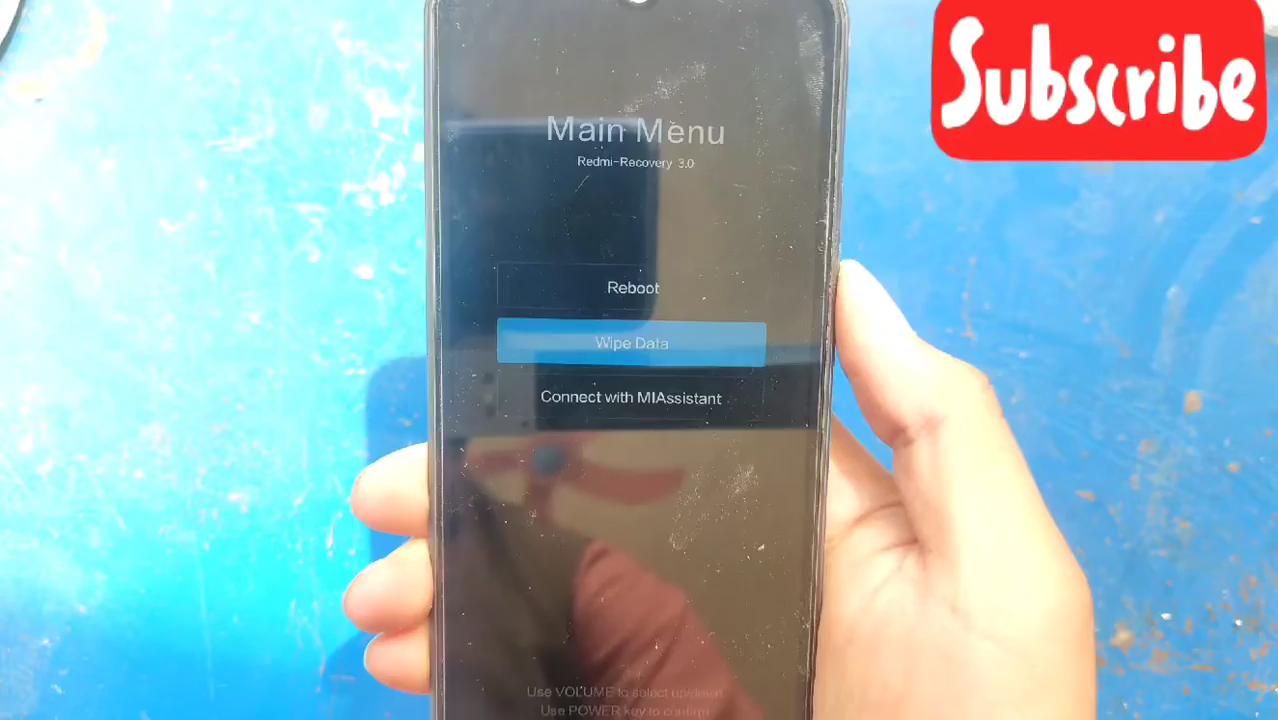 Subscribe
Main Menu
Redmi-Recovery 3.0
Reboot
Wipe Data
Connect with MIAssistant
Use VOLUME to select up/down
Use POWER key to confirm